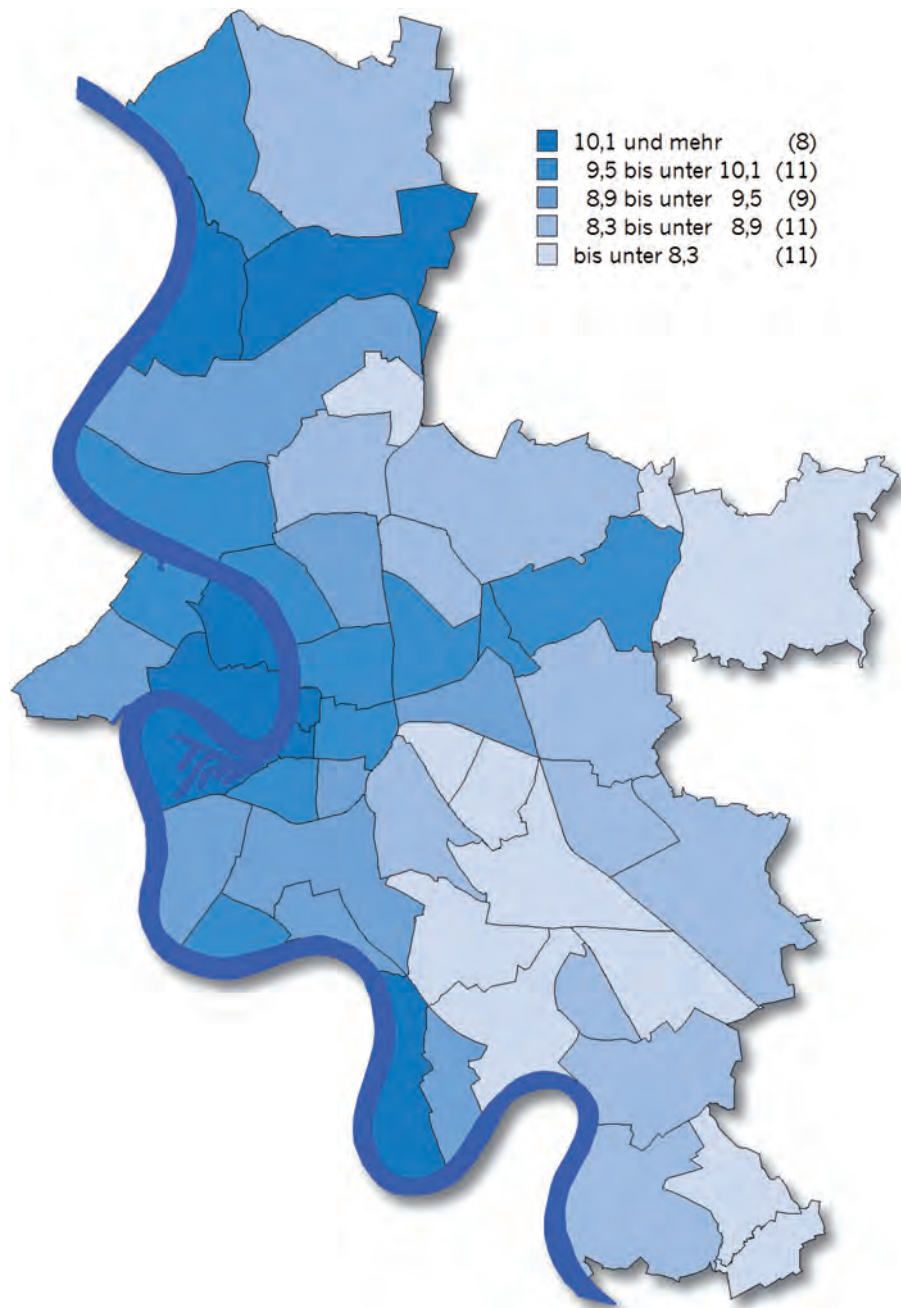 10,1 und mehr (8)
9,5 bis unter 10,1 (11)
8,9 bis unter 9,5 (9)
8,3 bis unter 8,9 (11)
bis unter 8,3 (11)